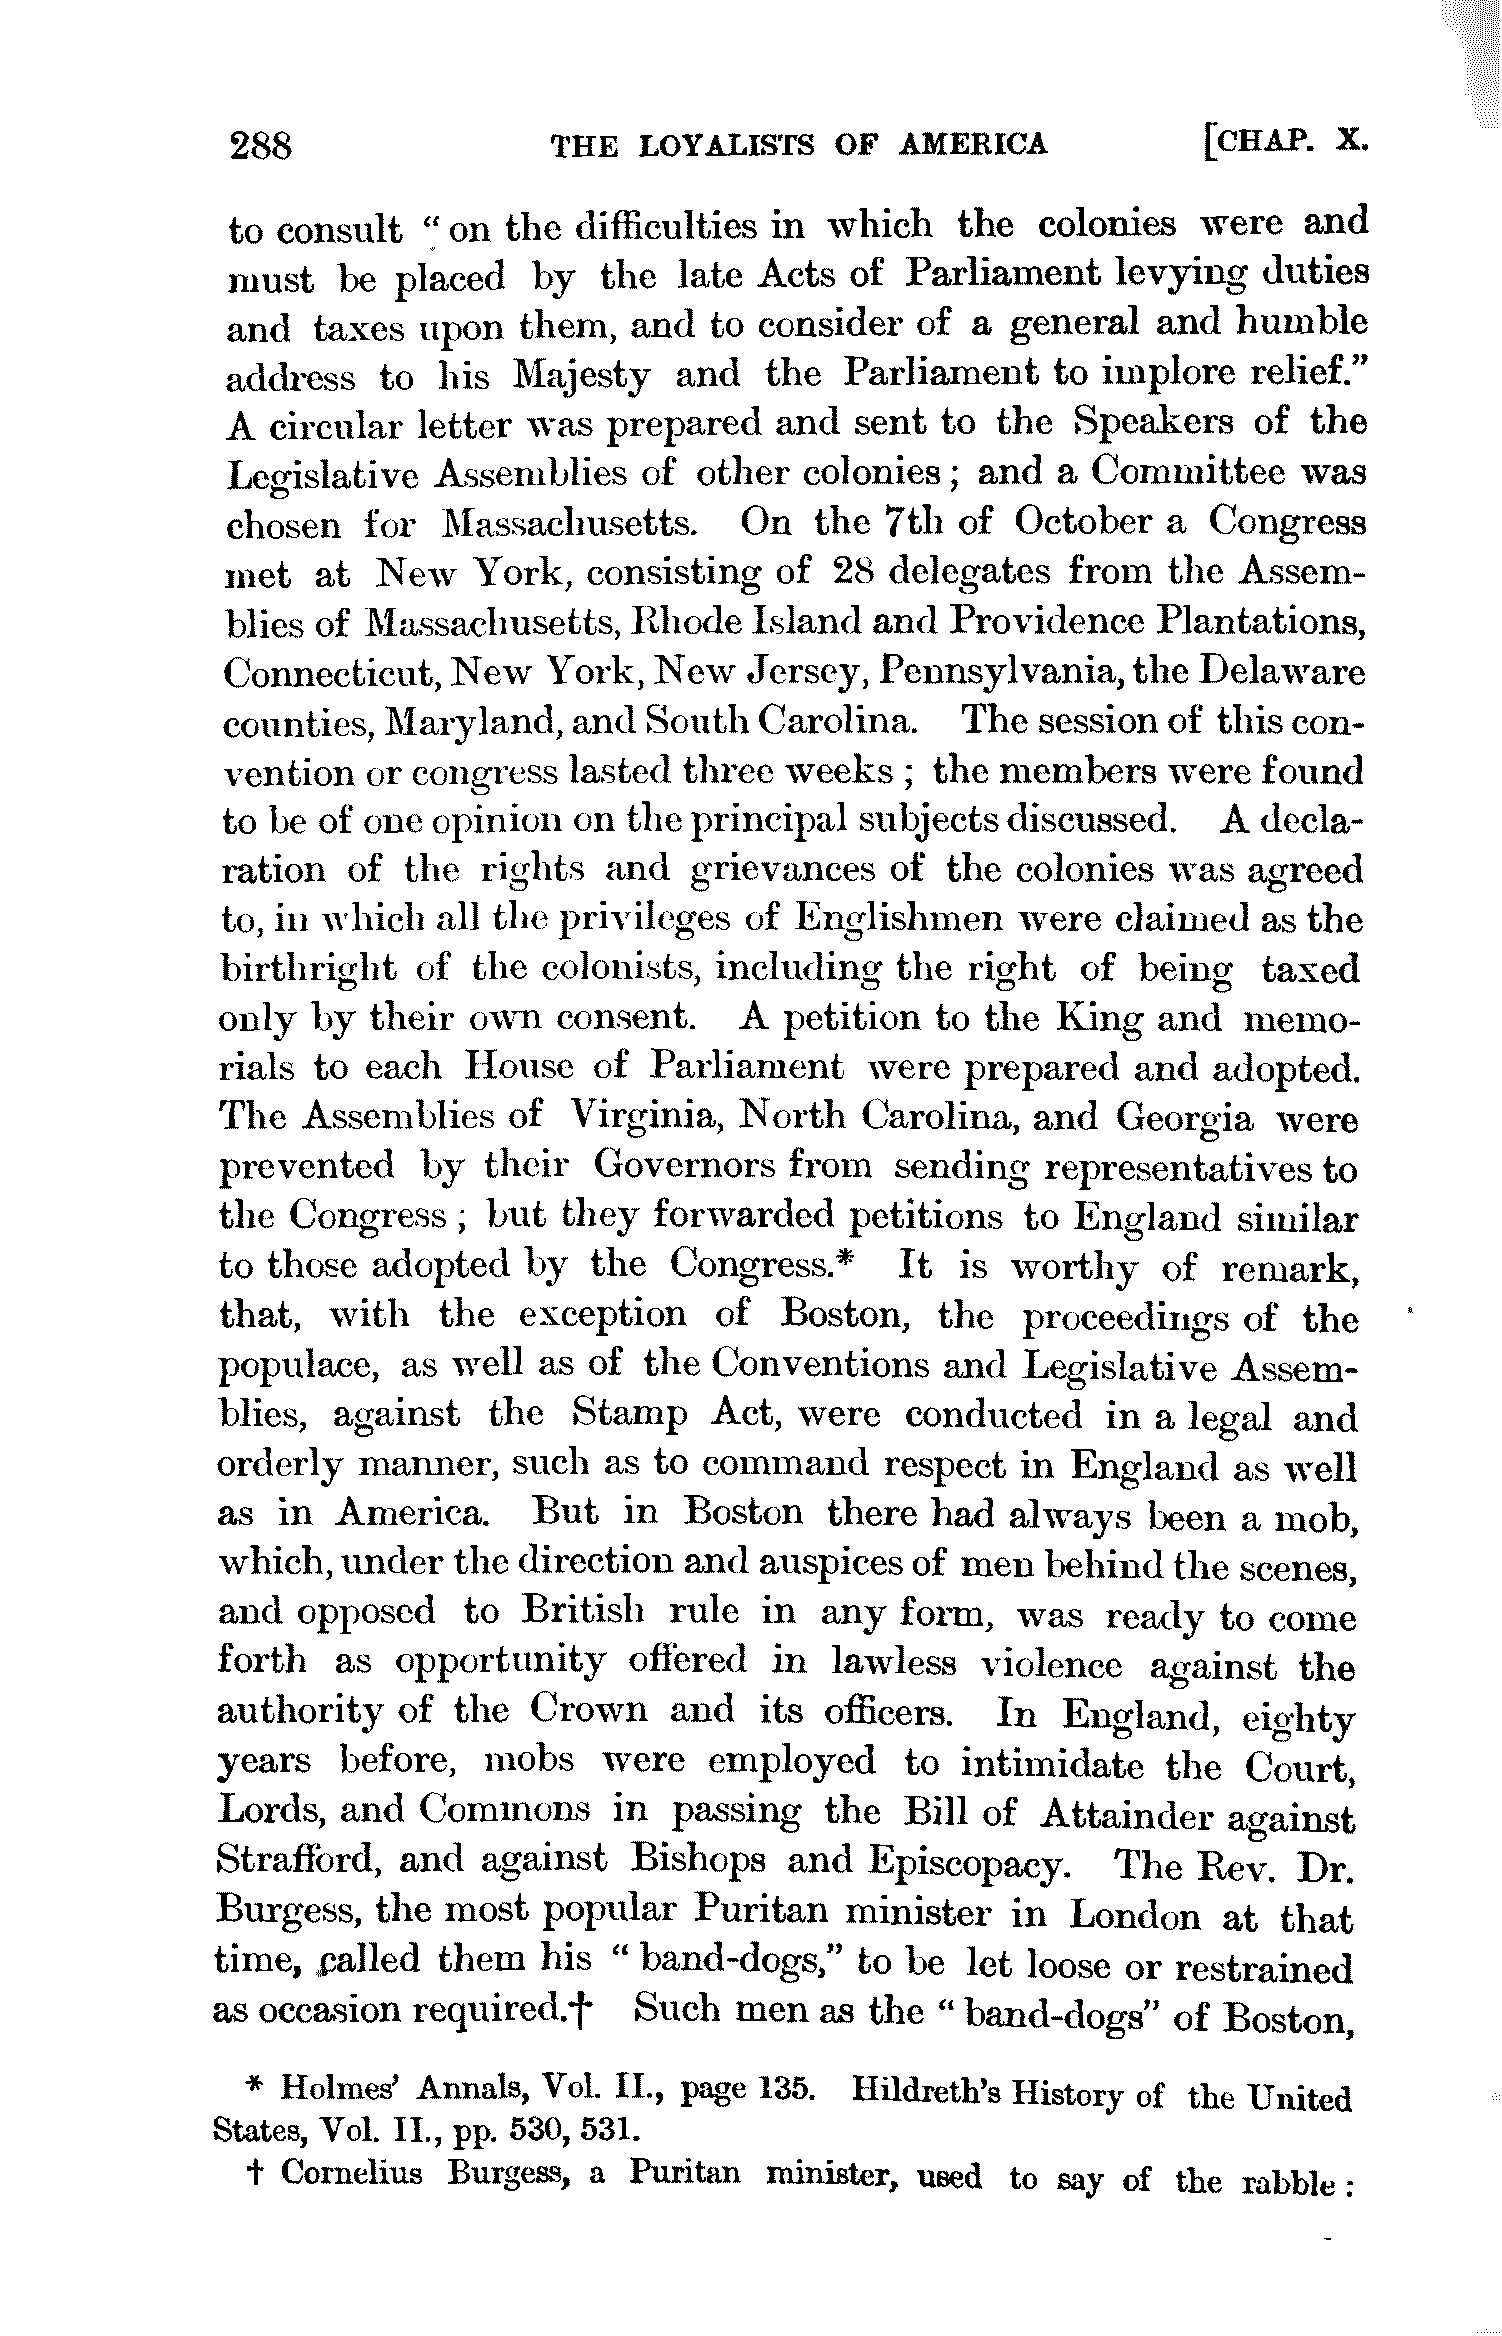 288 THE LOYALISTS OF AMERICA [CHAP. X.
to consult “ on the difficulties in which the colonies were and
must be placed by the late Acts of Parliament levying duties
and taxes upon them, and to consider of a general and humble
address to his Majesty and the Parliament to implore relief.”
A circular letter was prepared and sent to the Speakers of the
Legislative Assemblies of other colonies ; and a Committee was
chosen for Massachusetts. On the 7th of October a Congress
met at New York, consisting of 28 delegates from the Assem-
blies of Massachusetts, Rhode Island and Providence Plantations,
Connecticut, New York, New Jersey, Pennsylvania, the Delaware
counties, Maryland, and South Carolina. The session of this con-
vention or congress lasted three weeks ; the members were found
to be of one opinion on the principal subjects discussed. A decla-
ration of the rights and grievances of the colonies was agreed
to, in which all the privileges of Englishmen were claimed as the
birthright of the colonists, including the right of being taxed
only by their own consent. A petition to the King and memo-
rials to each House of Parliament were prepared and adopted.
The Assemblies of Virginia, North Carolina, and Georgia were
prevented by their Governors from sending representatives to
the Congress ; but they forwarded petitions to England similar
to those adopted by the Congress.* It is worthy of remark,
that, with the exception of Boston, the proceedings of the
populace, as well as of the Conventions and Legislative Assem-
blies, against the Stamp Act, were conducted in a legal and
orderly manner, such as to command respect in England as well
as in America. But in Boston there had always been a mob,
which, under the direction and auspices of men behind the scenes,
and opposed to British rule in any form, was ready to come
forth as opportunity offered in lawless violence against the
authority of the Crown and its officers. In England, eighty
years before, mobs were employed to intimidate the Court,
Lords, and Commons in passing the Bill of Attainder against
Strafford, and against Bishops and Episcopacy. The Rev. Dr.
Burgess, the most popular Puritan minister in London at that
time, called them his “ band-dogs,” to be let loose or restrained
as occasion required.† Such men as the “ band-dogs” of Boston,
* Holmes’ Annals, Vol. II., page 135. Hildreth’s History of the United
States, Vol. II., pp. 530, 531.
† Cornelius Burgess, a Puritan minister, used to say of the rabble :